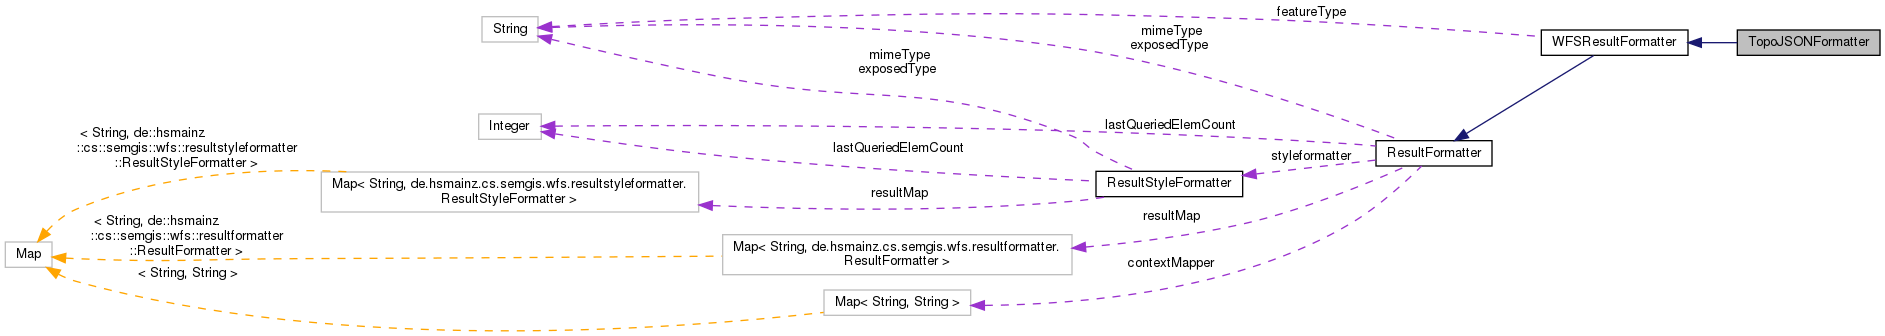 featureType
String
mimeType
exposedType
WFSResultFormatter
TopoJSONFormatter
mimeType
exposedType
Integer
lastQueriedElemCount
< String, de::hsmainz
::cs::semgis::wfs::resultstyleformatter
::ResultStyleFormatter >
lastQueriedElemCount
styleformatter
ResultFormatter
Map< String, de.hsmainz.cs.semgis.wfs.resultstyleformatter.
ResultStyleFormatter >
resultMap
ResultStyleFormatter
< String, de::hsmainz
::cs::semgis::wfs::resultformatter
::ResultFormatter >
resultMap
Map
Map< String, de.hsmainz.cs.semgis.wfs.resultformatter.
ResultFormatter >
< String, String >
contextMapper
Map< String, String >